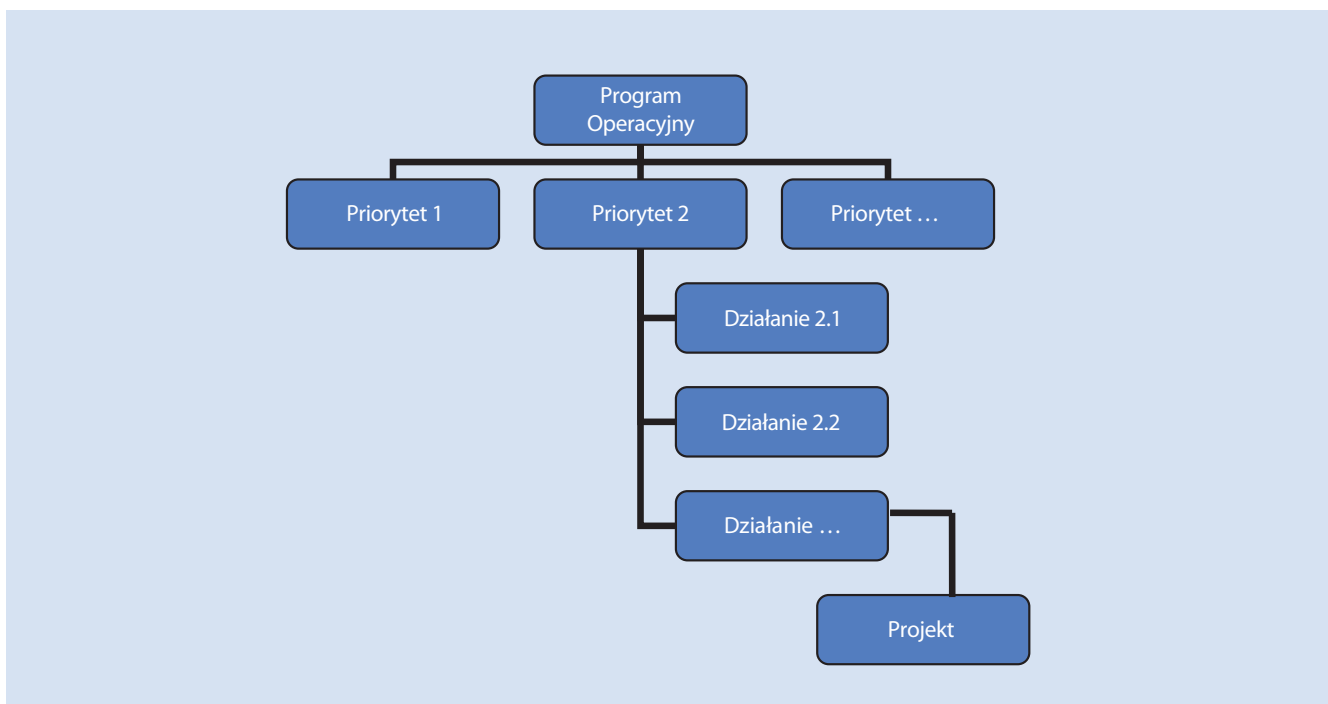 Program
Operacyjny
Priorytet 1
Priorytet 2
Priorytet …
Działanie 2.1
Działanie 2.2
Działanie …
Projekt